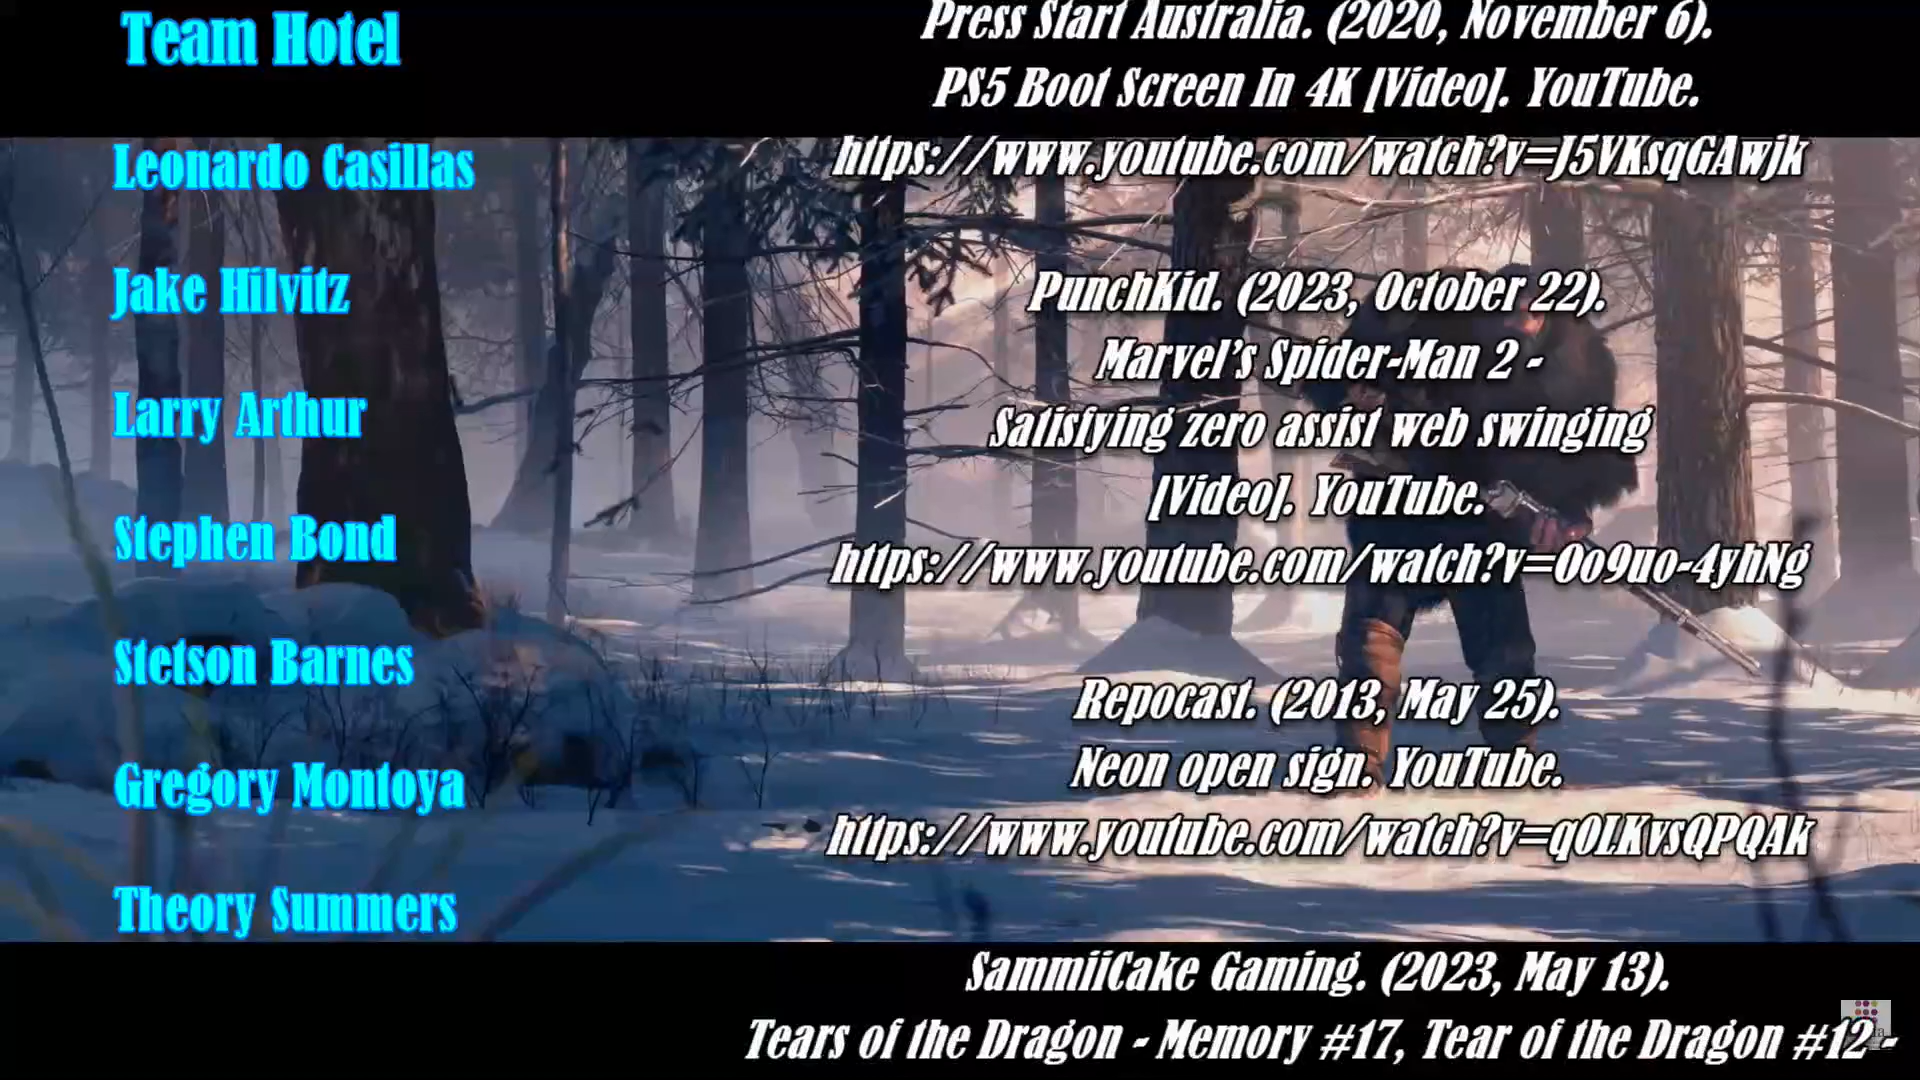 Team Hotel
Leonardo Casillas
Jake Hilvitz
Larry Arthur
Stephen Bond
Stetson Barnes
Gregory Montoya
Theory Summers
Press Start Australia. (2020, November 6).
PS5 Boot Screen In 4K [Video]. YouTube.
https://www.youtube.com/watch?v=J5VKsqGAwjk
PunchKid. (2023, October 22).
Marvel's Spider-Man 2 -
Satisfying zero assist web swinging
[Video]. YouTube.
https://www.youtube.com/watch?v=Oo9uo-4yhNg
Repocast. (2013, May 25).
Neon open sign. YouTube.
https://www.youtube.com/watch?v=qOLKvsQPQAk
SammiiCake Gaming. (2023, May 13).
Tears of the Dragon - Memory #17, Tear of the Dragon #12 -